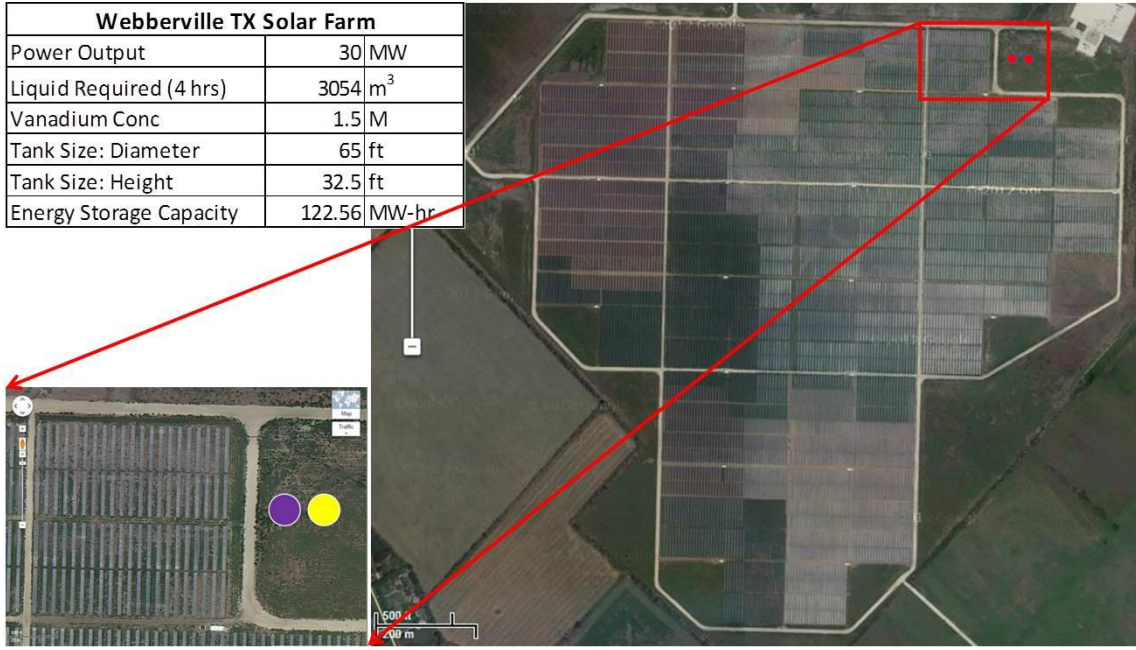 Webberville TX Solar Farm
Power Output 30 MW
Liquid Required (4 hrs) 3054 m³
Vanadium Conc 1.5 M
Tank Size: Diameter 65 ft
Tank Size: Height 32.5 ft
Energy Storage Capacity 122.56 MW-hr
Map
Traffic
500 ft
200 m